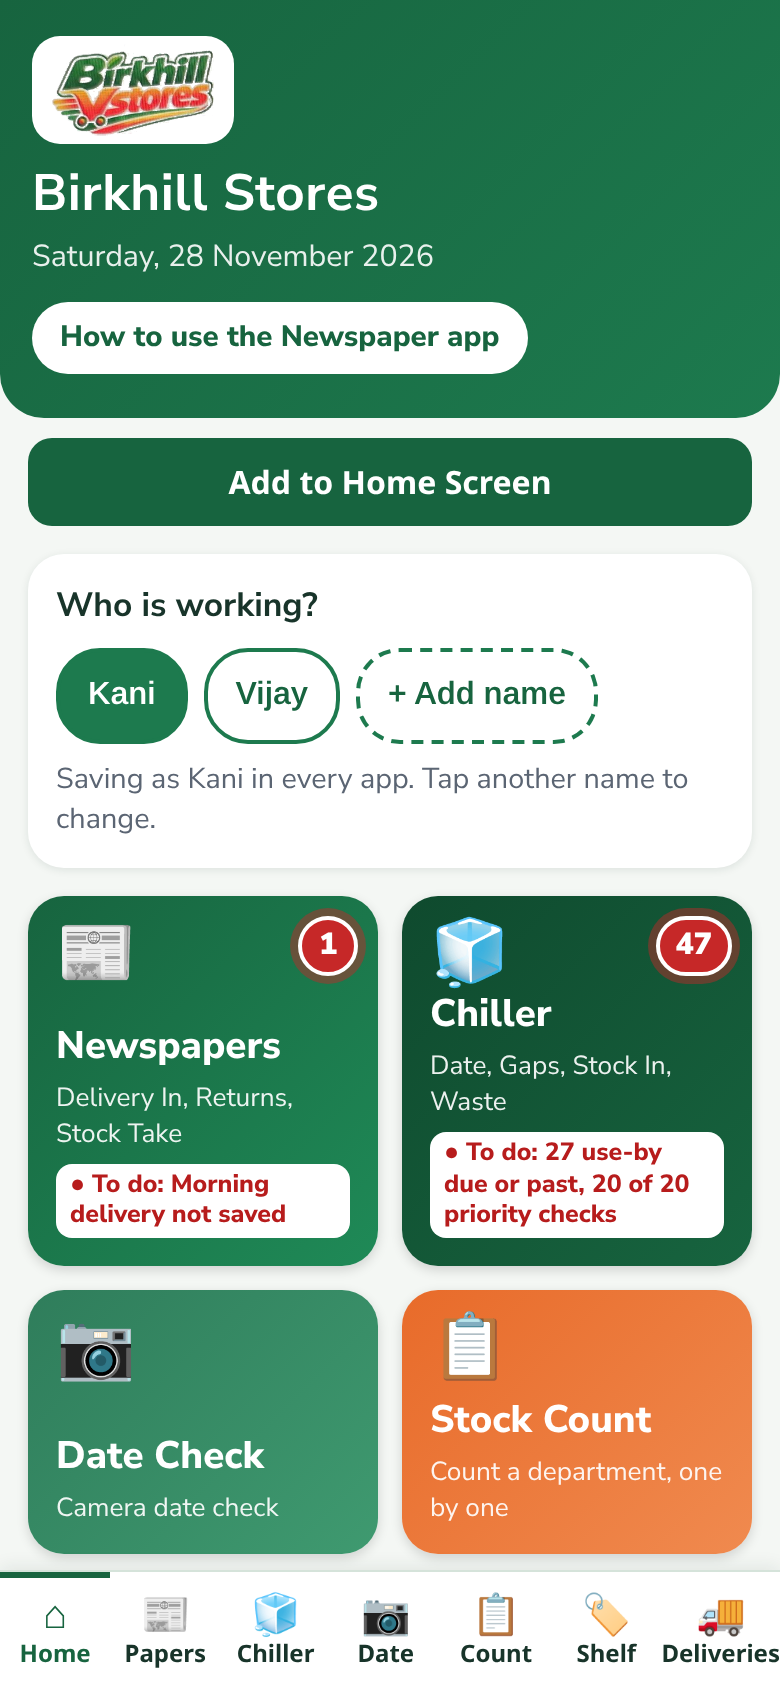 Birkhill
Vstores
Birkhill Stores
Saturday, 28 November 2026
How to use the Newspaper app
Add to Home Screen
Who is working?
Kani
Vijay
+ Add name
Saving as Kani in every app. Tap another name to
change.
1
Newspapers
Delivery In, Returns,
Stock Take
● To do: Morning
delivery not saved
47
Chiller
Date, Gaps, Stock In,
Waste
● To do: 27 use-by
due or past, 20 of 20
priority checks
Date Check
Camera date check
Stock Count
Count a department, one
by one
Home
Papers
Chiller
Date
Count
Shelf
Deliveries